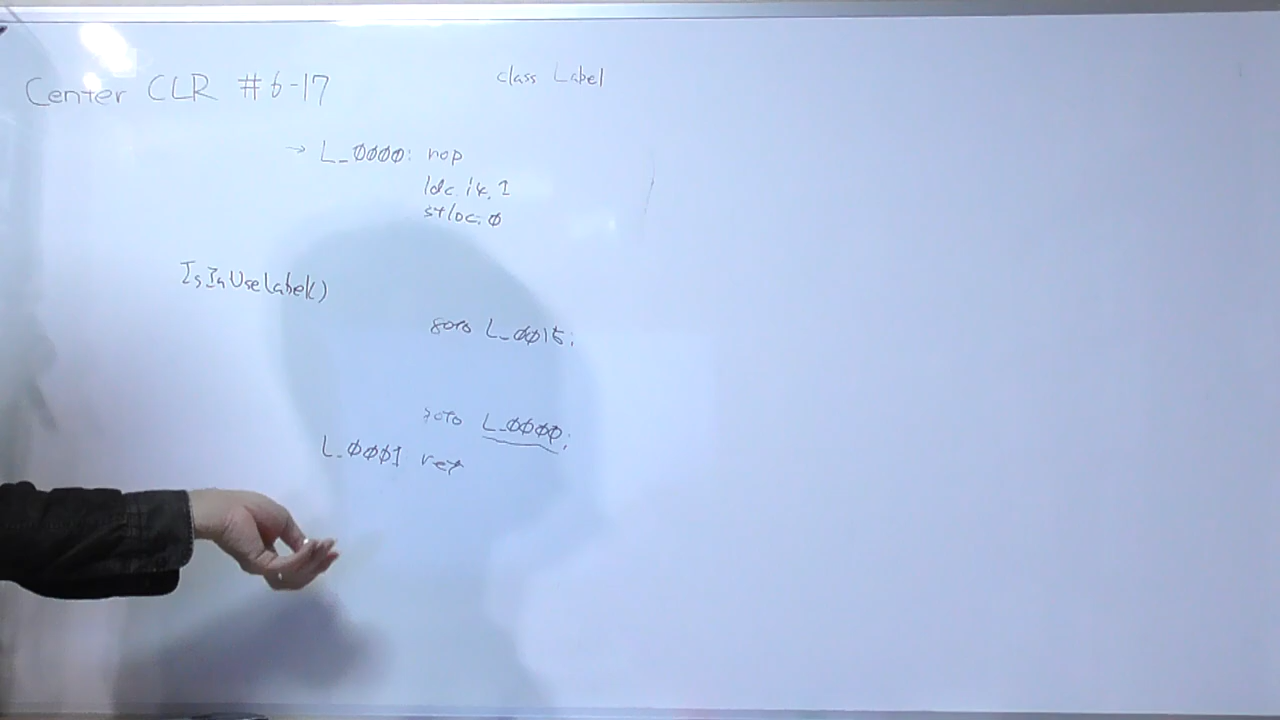 Center CLR #6-17
class Label
→ L_0000: nop
ldc.i4.1
stloc.0
IsInUseLabel()
goto L_0015;
goto L_0000;
L_0001 ret